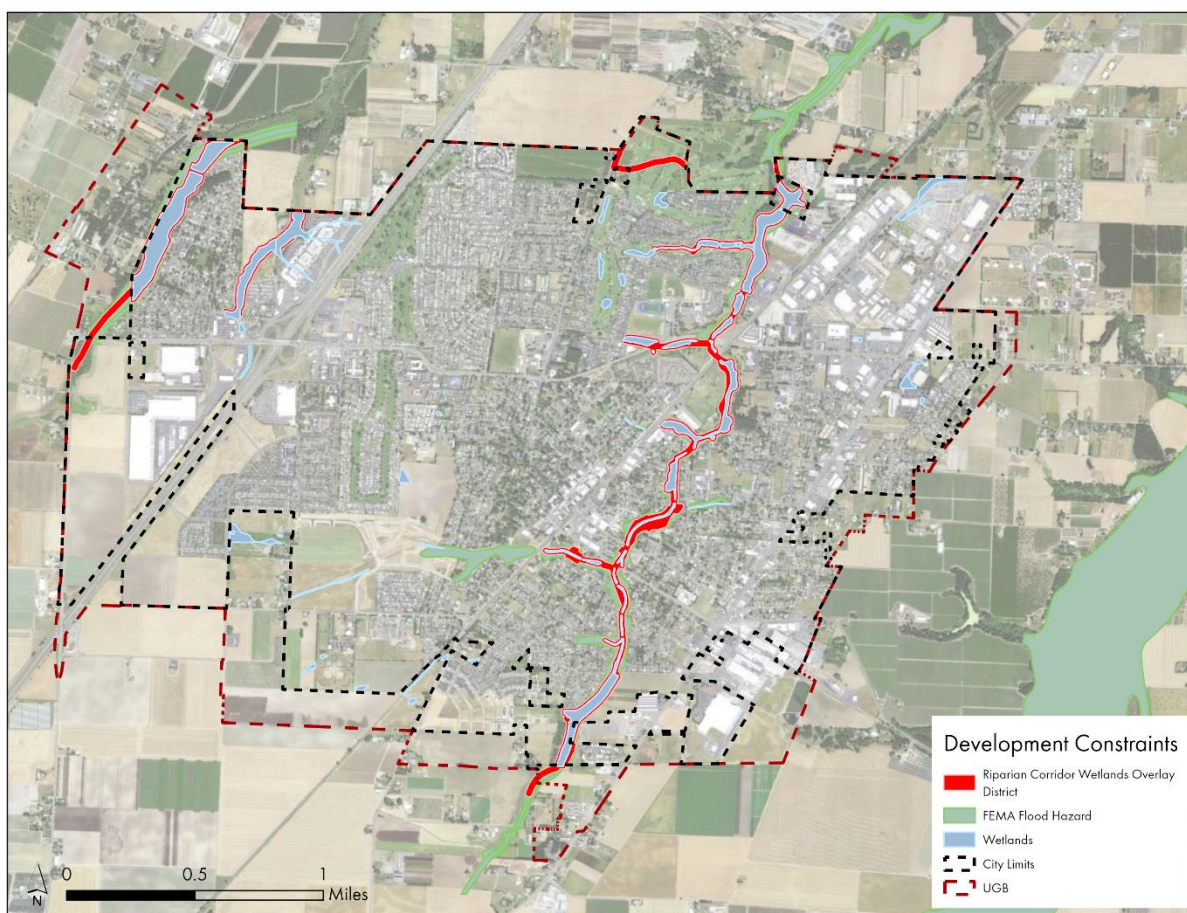 Development Constraints
Riparian Corridor Wetlands Overlay
District
FEMA Flood Hazard
Wetlands
City Limits
UGB
0 0.5 1
Miles
N